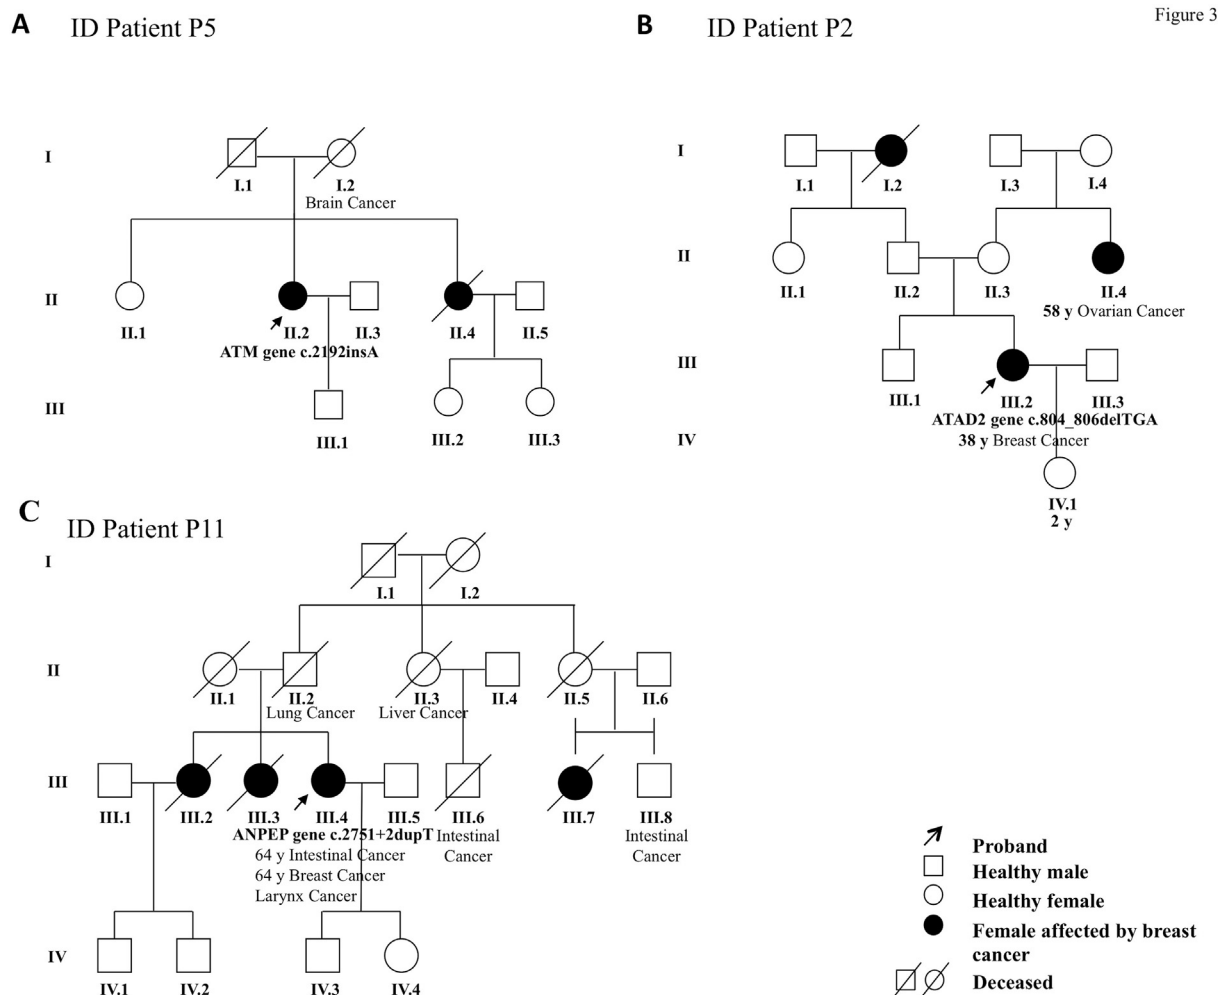 Figure 3
A ID Patient P5
I
I.1 I.2
Brain Cancer
II
II.1 II.2 II.3 II.4 II.5
ATM gene c.2192insA
III
III.1 III.2 III.3
B ID Patient P2
I
I.1 I.2 I.3 I.4
II
II.1 II.2 II.3 II.4
58 y Ovarian Cancer
III
III.1 III.2 III.3
ATAD2 gene c.804_806delTGA
IV
38 y Breast Cancer
IV.1
2 y
C ID Patient P11
I
I.1 I.2
II
II.1 II.2 II.3 II.4 II.5 II.6
Lung Cancer Liver Cancer
III
III.1 III.2 III.3 III.4 III.5 III.6 III.7 III.8
ANPEP gene c.2751+2dupT Intestinal Intestinal
64 y Intestinal Cancer Cancer Cancer
64 y Breast Cancer
Larynx Cancer
IV
IV.1 IV.2 IV.3 IV.4
Proband
Healthy male
Healthy female
Female affected by breast
cancer
Deceased